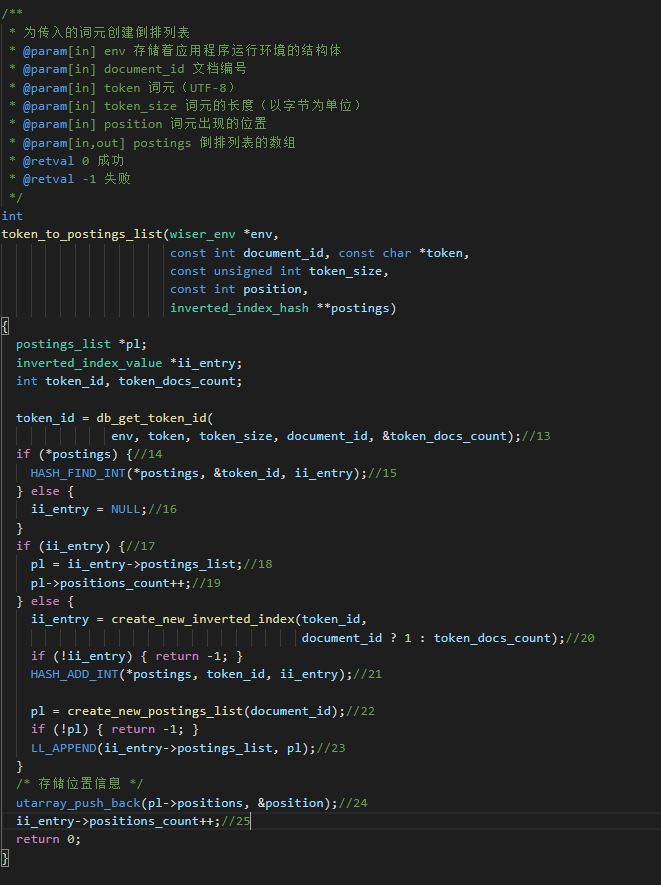 /**
 * 为传入的词元创建倒排列表
 * @param[in] env 存储着应用程序运行环境的结构体
 * @param[in] document_id 文档编号
 * @param[in] token 词元（UTF-8）
 * @param[in] token_size 词元的长度（以字节为单位）
 * @param[in] position 词元出现的位置
 * @param[in,out] postings 倒排列表的数组
 * @retval 0 成功
 * @retval -1 失败
 */
int
token_to_postings_list(wiser_env *env,
                       const int document_id, const char *token,
                       const unsigned int token_size,
                       const int position,
                       inverted_index_hash **postings)
{
  postings_list *pl;
  inverted_index_value *ii_entry;
  int token_id, token_docs_count;

  token_id = db_get_token_id(
               env, token, token_size, document_id, &token_docs_count);//13
  if (*postings) {//14
    HASH_FIND_INT(*postings, &token_id, ii_entry);//15
  } else {
    ii_entry = NULL;//16
  }
  if (ii_entry) {//17
    pl = ii_entry->postings_list;//18
    pl->positions_count++;//19
  } else {
    ii_entry = create_new_inverted_index(token_id,
                                         document_id ? 1 : token_docs_count);//20
    if (!ii_entry) { return -1; }
    HASH_ADD_INT(*postings, token_id, ii_entry);//21

    pl = create_new_postings_list(document_id);//22
    if (!pl) { return -1; }
    LL_APPEND(ii_entry->postings_list, pl);//23
  }
  /* 存储位置信息 */
  utarray_push_back(pl->positions, &position);//24
  ii_entry->positions_count++;//25
  return 0;
}